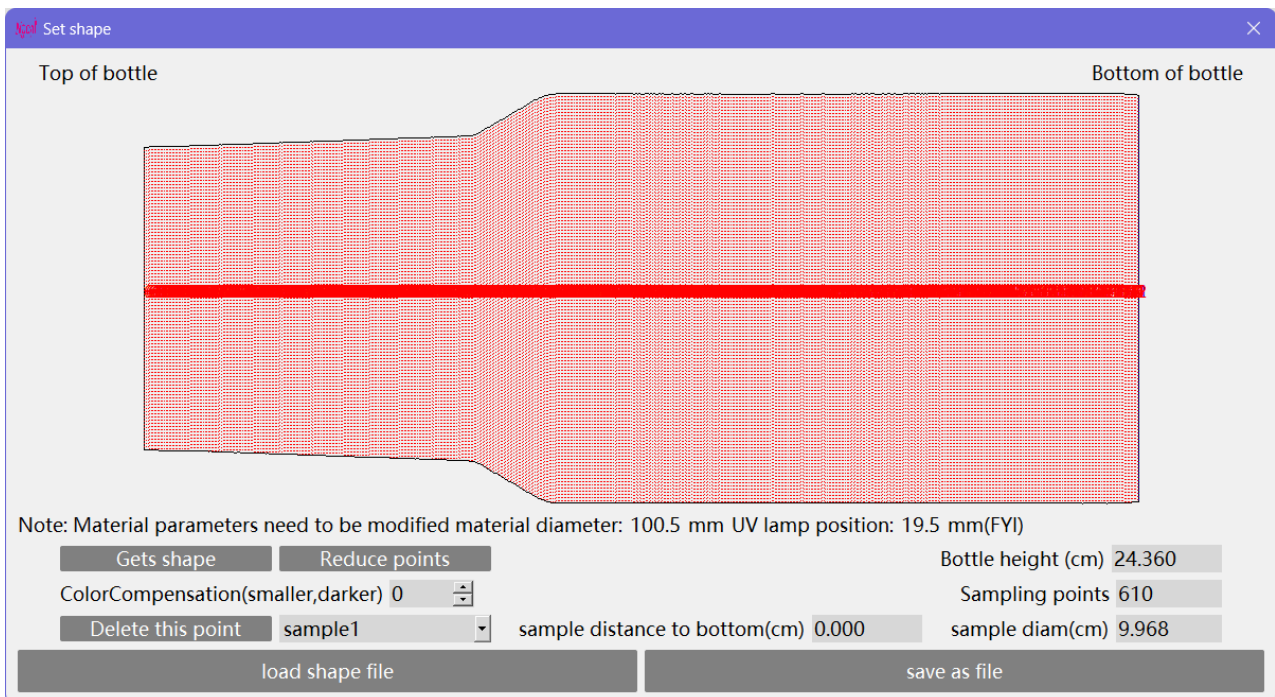 Set shape
Top of bottle
Bottom of bottle
Note: Material parameters need to be modified material diameter: 100.5 mm UV lamp position: 19.5 mm(FYI)
Gets shape Reduce points Bottle height (cm) 24.360
ColorCompensation(smaller,darker) 0 Sampling points 610
Delete this point sample1 sample distance to bottom(cm) 0.000 sample diam(cm) 9.968
load shape file save as file